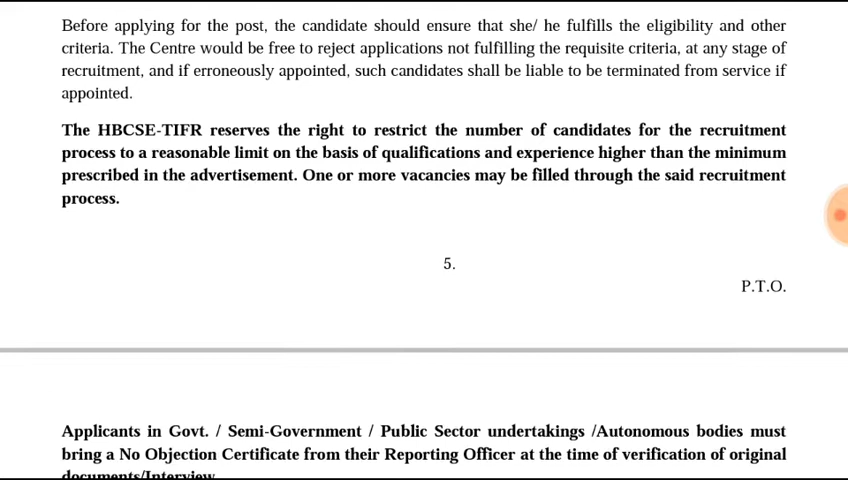 Before applying for the post, the candidate should ensure that she/ he fulfills the eligibility and other
criteria. The Centre would be free to reject applications not fulfilling the requisite criteria, at any stage of
recruitment, and if erroneously appointed, such candidates shall be liable to be terminated from service if
appointed.
The HBCSE-TIFR reserves the right to restrict the number of candidates for the recruitment
process to a reasonable limit on the basis of qualifications and experience higher than the minimum
prescribed in the advertisement. One or more vacancies may be filled through the said recruitment
process.
5.
P.T.O.
Applicants in Govt. / Semi-Government / Public Sector undertakings /Autonomous bodies must
bring a No Objection Certificate from their Reporting Officer at the time of verification of original
documents/Interview